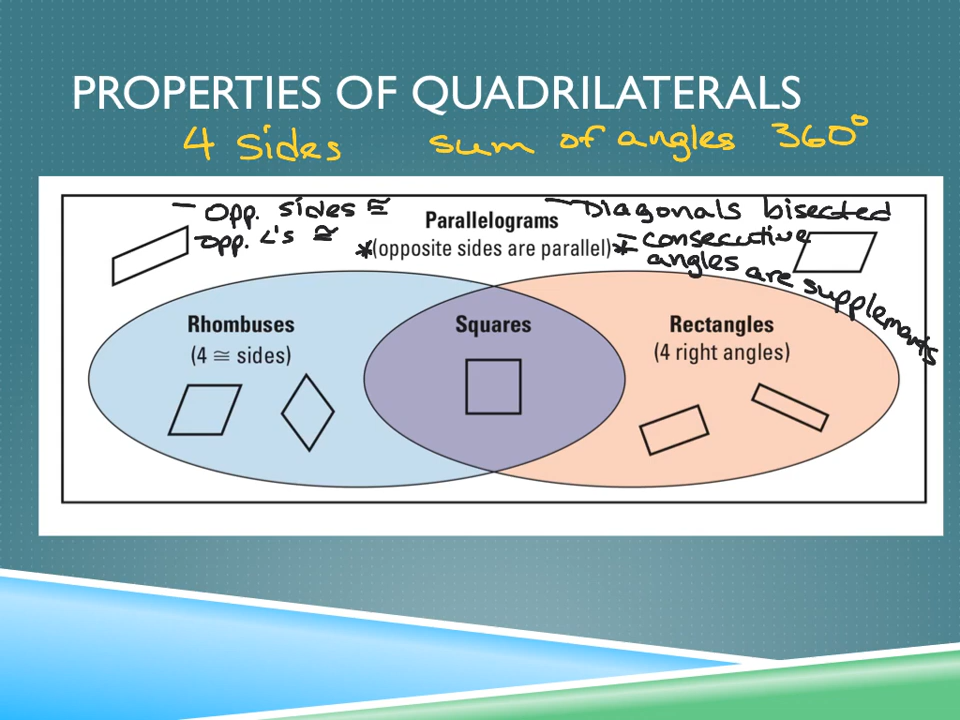 PROPERTIES OF QUADRILATERALS
4 Sides sum of angles 360°
- Opp. sides ≅
opp. ∠'s ≅
Parallelograms
*(opposite sides are parallel)*
- Diagonals bisected
- consecutive
angles are supplements
Rhombuses
(4 ≅ sides)
Squares
Rectangles
(4 right angles)